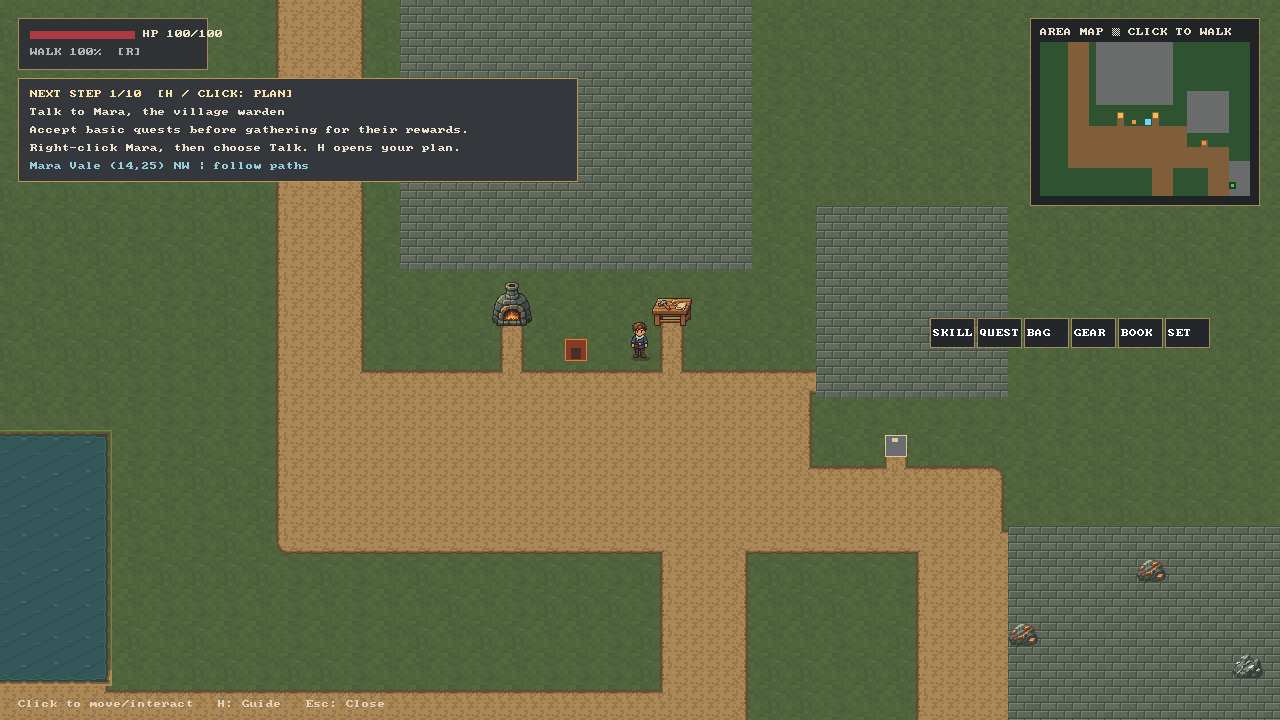 HP 100/100
WALK 100%  [R]
NEXT STEP 1/10  [H / CLICK: PLAN]
Talk to Mara, the village warden
Accept basic quests before gathering for their rewards.
Right-click Mara, then choose Talk. H opens your plan.
Mara Vale (14,25) NW ¦ follow paths
AREA MAP ▒ CLICK TO WALK
SKILL QUEST BAG GEAR BOOK SET
Click to move/interact   H: Guide   Esc: Close